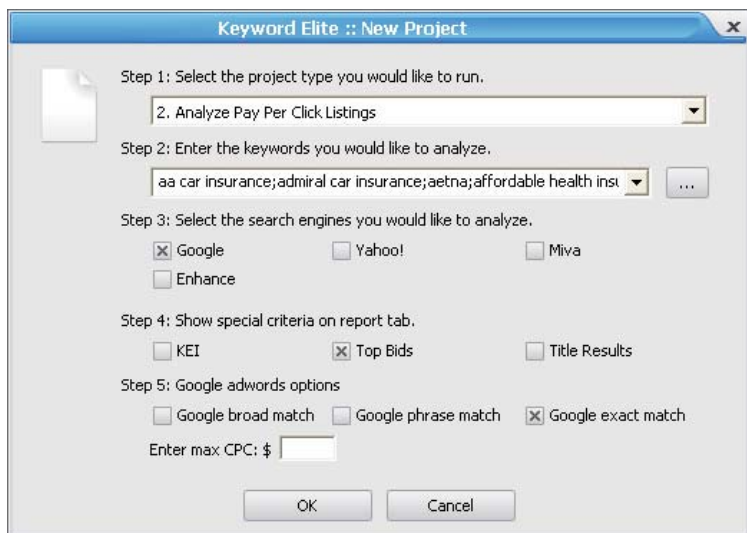 Keyword Elite :: New Project
Step 1: Select the project type you would like to run.
2. Analyze Pay Per Click Listings
Step 2: Enter the keywords you would like to analyze.
aa car insurance;admiral car insurance;aetna;affordable health insu
...
Step 3: Select the search engines you would like to analyze.
Google Yahoo! Miva
Enhance
Step 4: Show special criteria on report tab.
KEI Top Bids Title Results
Step 5: Google adwords options
Google broad match Google phrase match Google exact match
Enter max CPC: $
OK Cancel